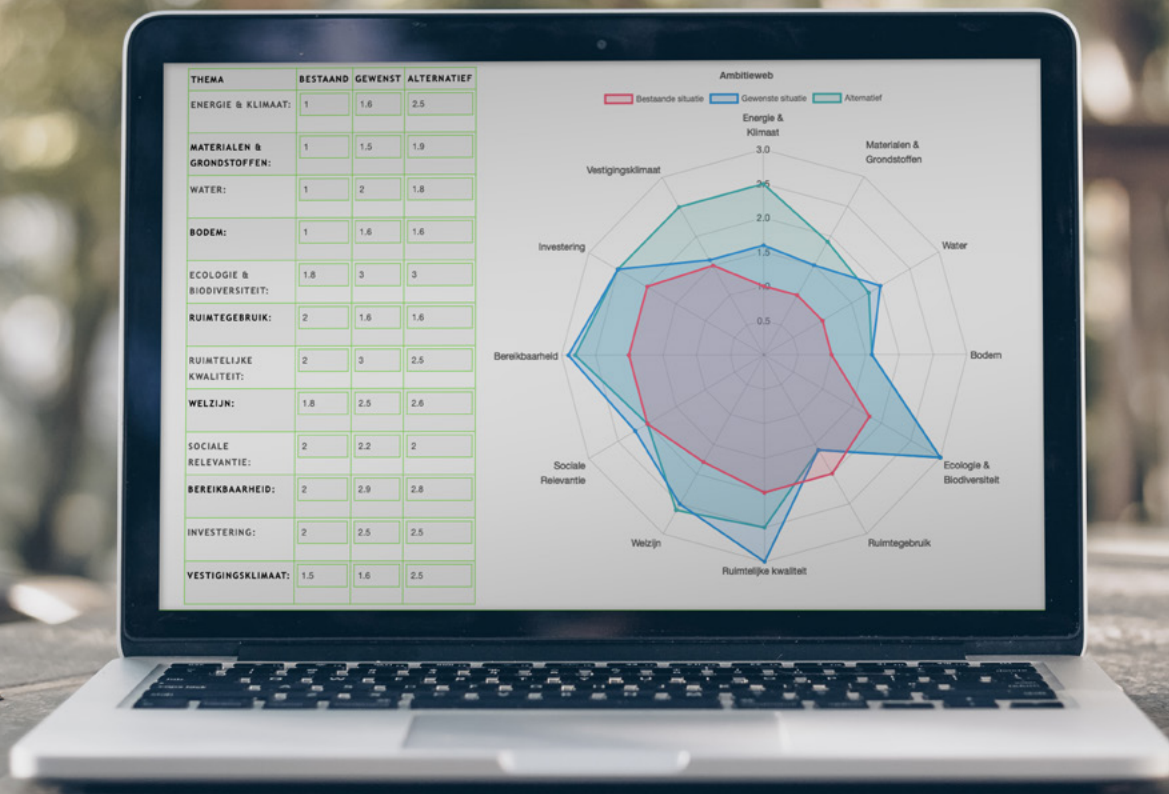 THEMA BESTAAND GEWENST ALTERNATIEF
ENERGIE & KLIMAAT: 1 1.6 2.5
MATERIALEN &
GRONDSTOFFEN: 1 1.5 1.9
WATER: 1 2 1.8
BODEM: 1 1.6 1.6
ECOLOGIE &
BIODIVERSITEIT: 1.8 3 3
RUIMTEGEBRUIK: 2 1.6 1.6
RUIMTELIJKE
KWALITEIT: 2 3 2.5
WELZIJN: 1.8 2.5 2.6
SOCIALE
RELEVANTIE: 2 2.2 2
BEREIKBAARHEID: 2 2.9 2.8
INVESTERING: 2 2.5 2.5
VESTIGINGSKLIMAAT: 1.5 1.6 2.5
Ambitieweb
Bestaande situatie Gewenste situatie Alternatief
Energie &
Klimaat
Materialen &
Grondstoffen
Water
Bodem
Ecologie &
Biodiversiteit
Ruimtegebruik
Ruimtelijke kwaliteit
Welzijn
Sociale
Relevantie
Bereikbaarheid
Investering
Vestigingsklimaat
3.0
2.5
2.0
1.5
1.0
0.5